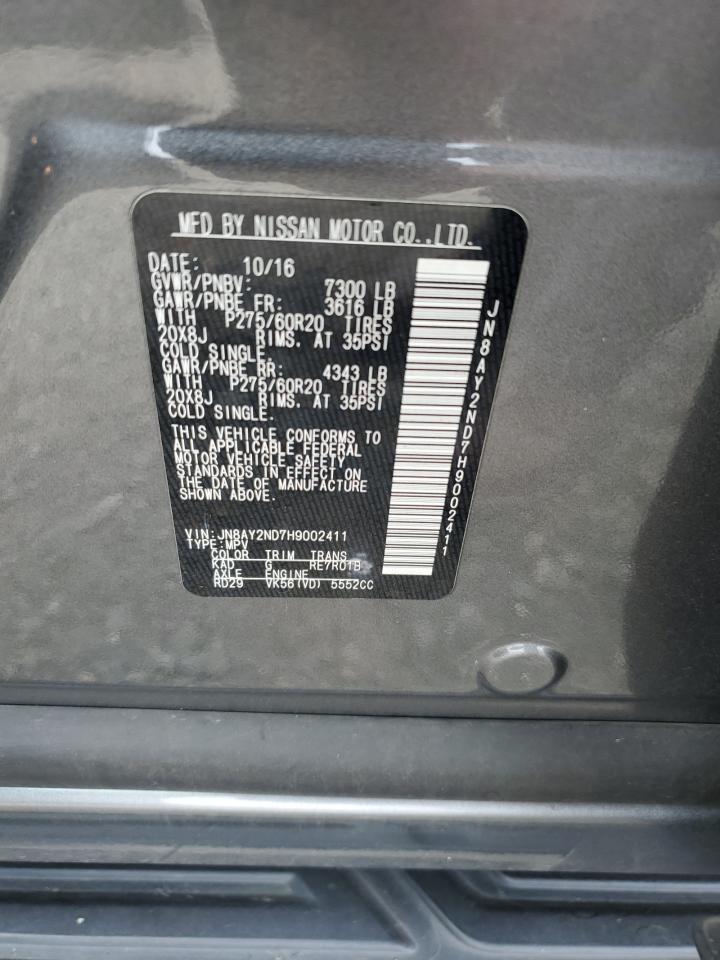 MFD BY NISSAN MOTOR CO.,LTD.
DATE: 10/16
GVWR/PNBV: 7300 LB
GAWR/PNBE FR: 3616 LB
WITH P275/60R20 TIRES
20X8J RIMS. AT 35PSI
COLD SINGLE.
GAWR/PNBE RR: 4343 LB
WITH P275/60R20 TIRES
20X8J RIMS. AT 35PSI
COLD SINGLE.
THIS VEHICLE CONFORMS TO
ALL APPLICABLE FEDERAL
MOTOR VEHICLE SAFETY
STANDARDS IN EFFECT ON
THE DATE OF MANUFACTURE
SHOWN ABOVE.
VIN:JN8AY2ND7H9002411
TYPE:MPV
COLOR TRIM TRANS
KAD G RE7R01B
AXLE ENGINE
RD29 VK56(VD) 5552CC
JN8AY2ND7H9002411